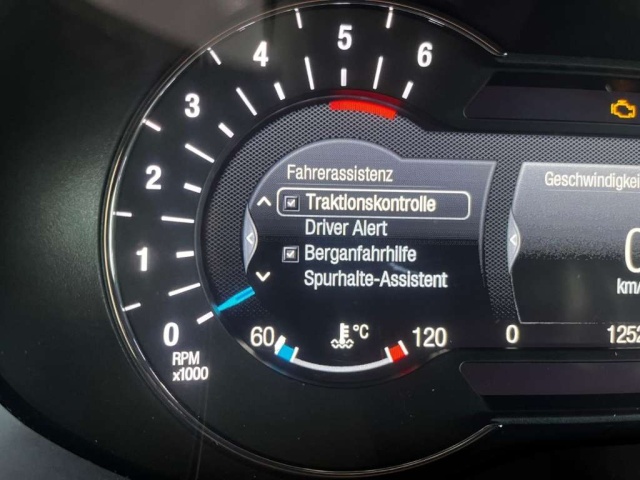 6
5
4
3
2
1
0
RPM
x1000
Fahrerassistenz
Traktionskontrolle
Driver Alert
Berganfahrhilfe
Spurhalte-Assistent
60
°C
120
km/
0